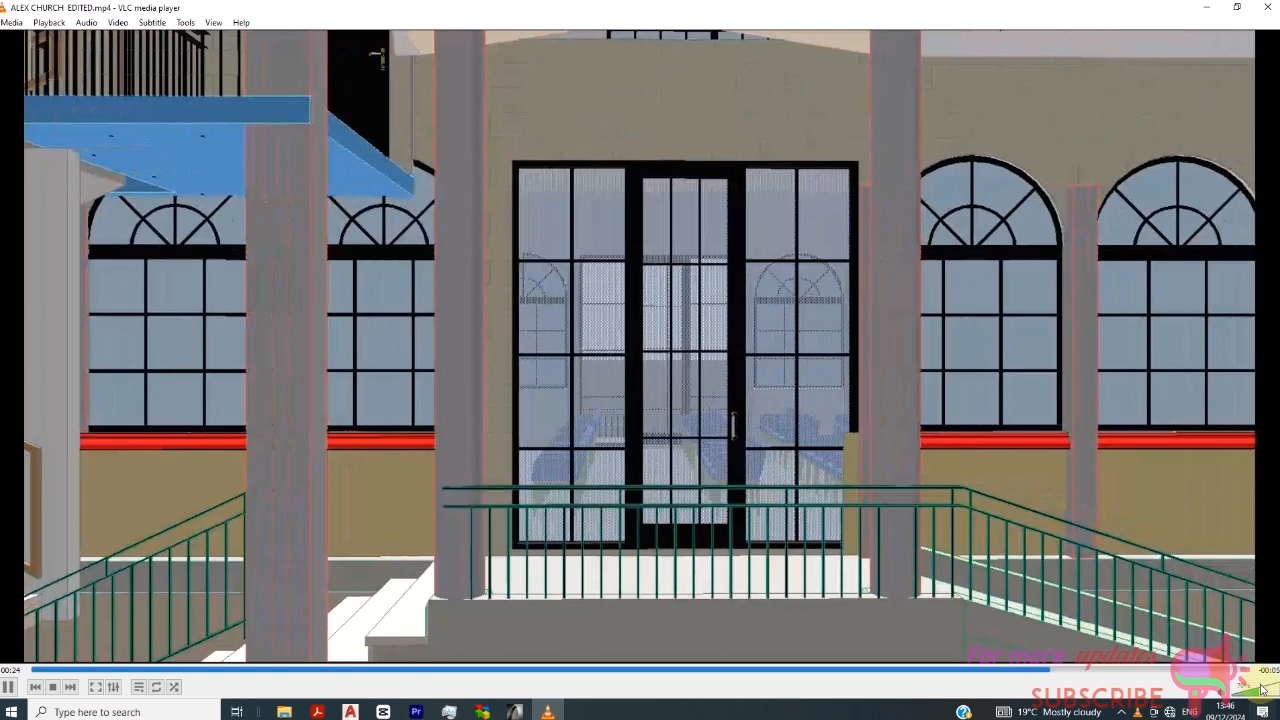 ALEX CHURCH EDITED.mp4 - VLC media player
Media Playback Audio Video Subtitle Tools View Help
00:24
-00:05
For more updates
SUBSCRIBE
Type here to search
19°C Mostly cloudy
ENG
13:46
09/12/2024